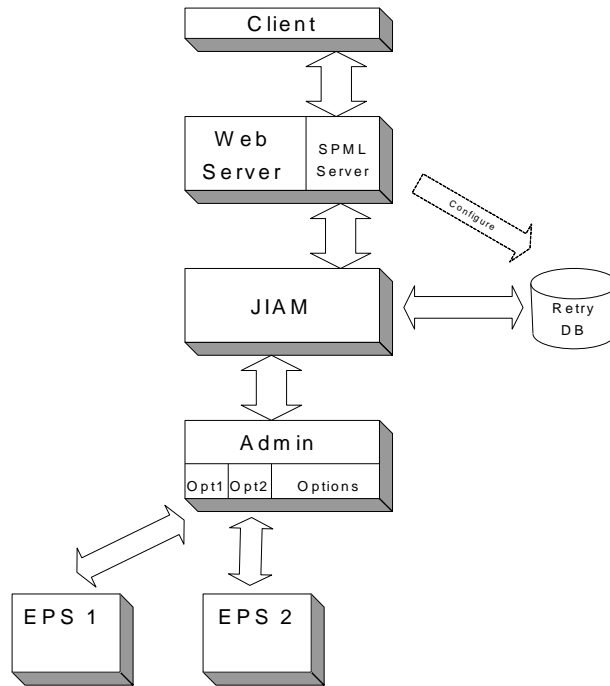 Client
Web
Server
SPML
Server
Configure
JIAM
Retry
DB
Admin
Opt1 Opt2 Options
EPS 1
EPS 2